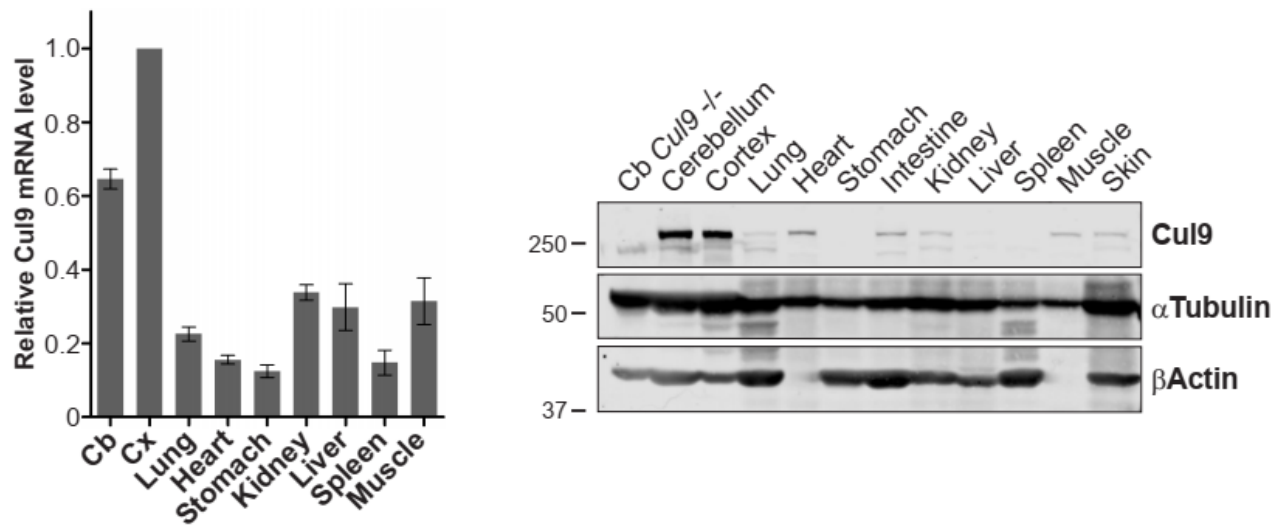 Relative Cul9 mRNA level
1.0
0.8
0.6
0.4
0.2
0
Cb
Cx
Lung
Heart
Stomach
Kidney
Liver
Spleen
Muscle
Cb Cul9 -/-
Cerebellum
Cortex
Lung
Heart
Stomach
Intestine
Kidney
Liver
Spleen
Muscle
Skin
250
Cul9
50
αTubulin
βActin
37